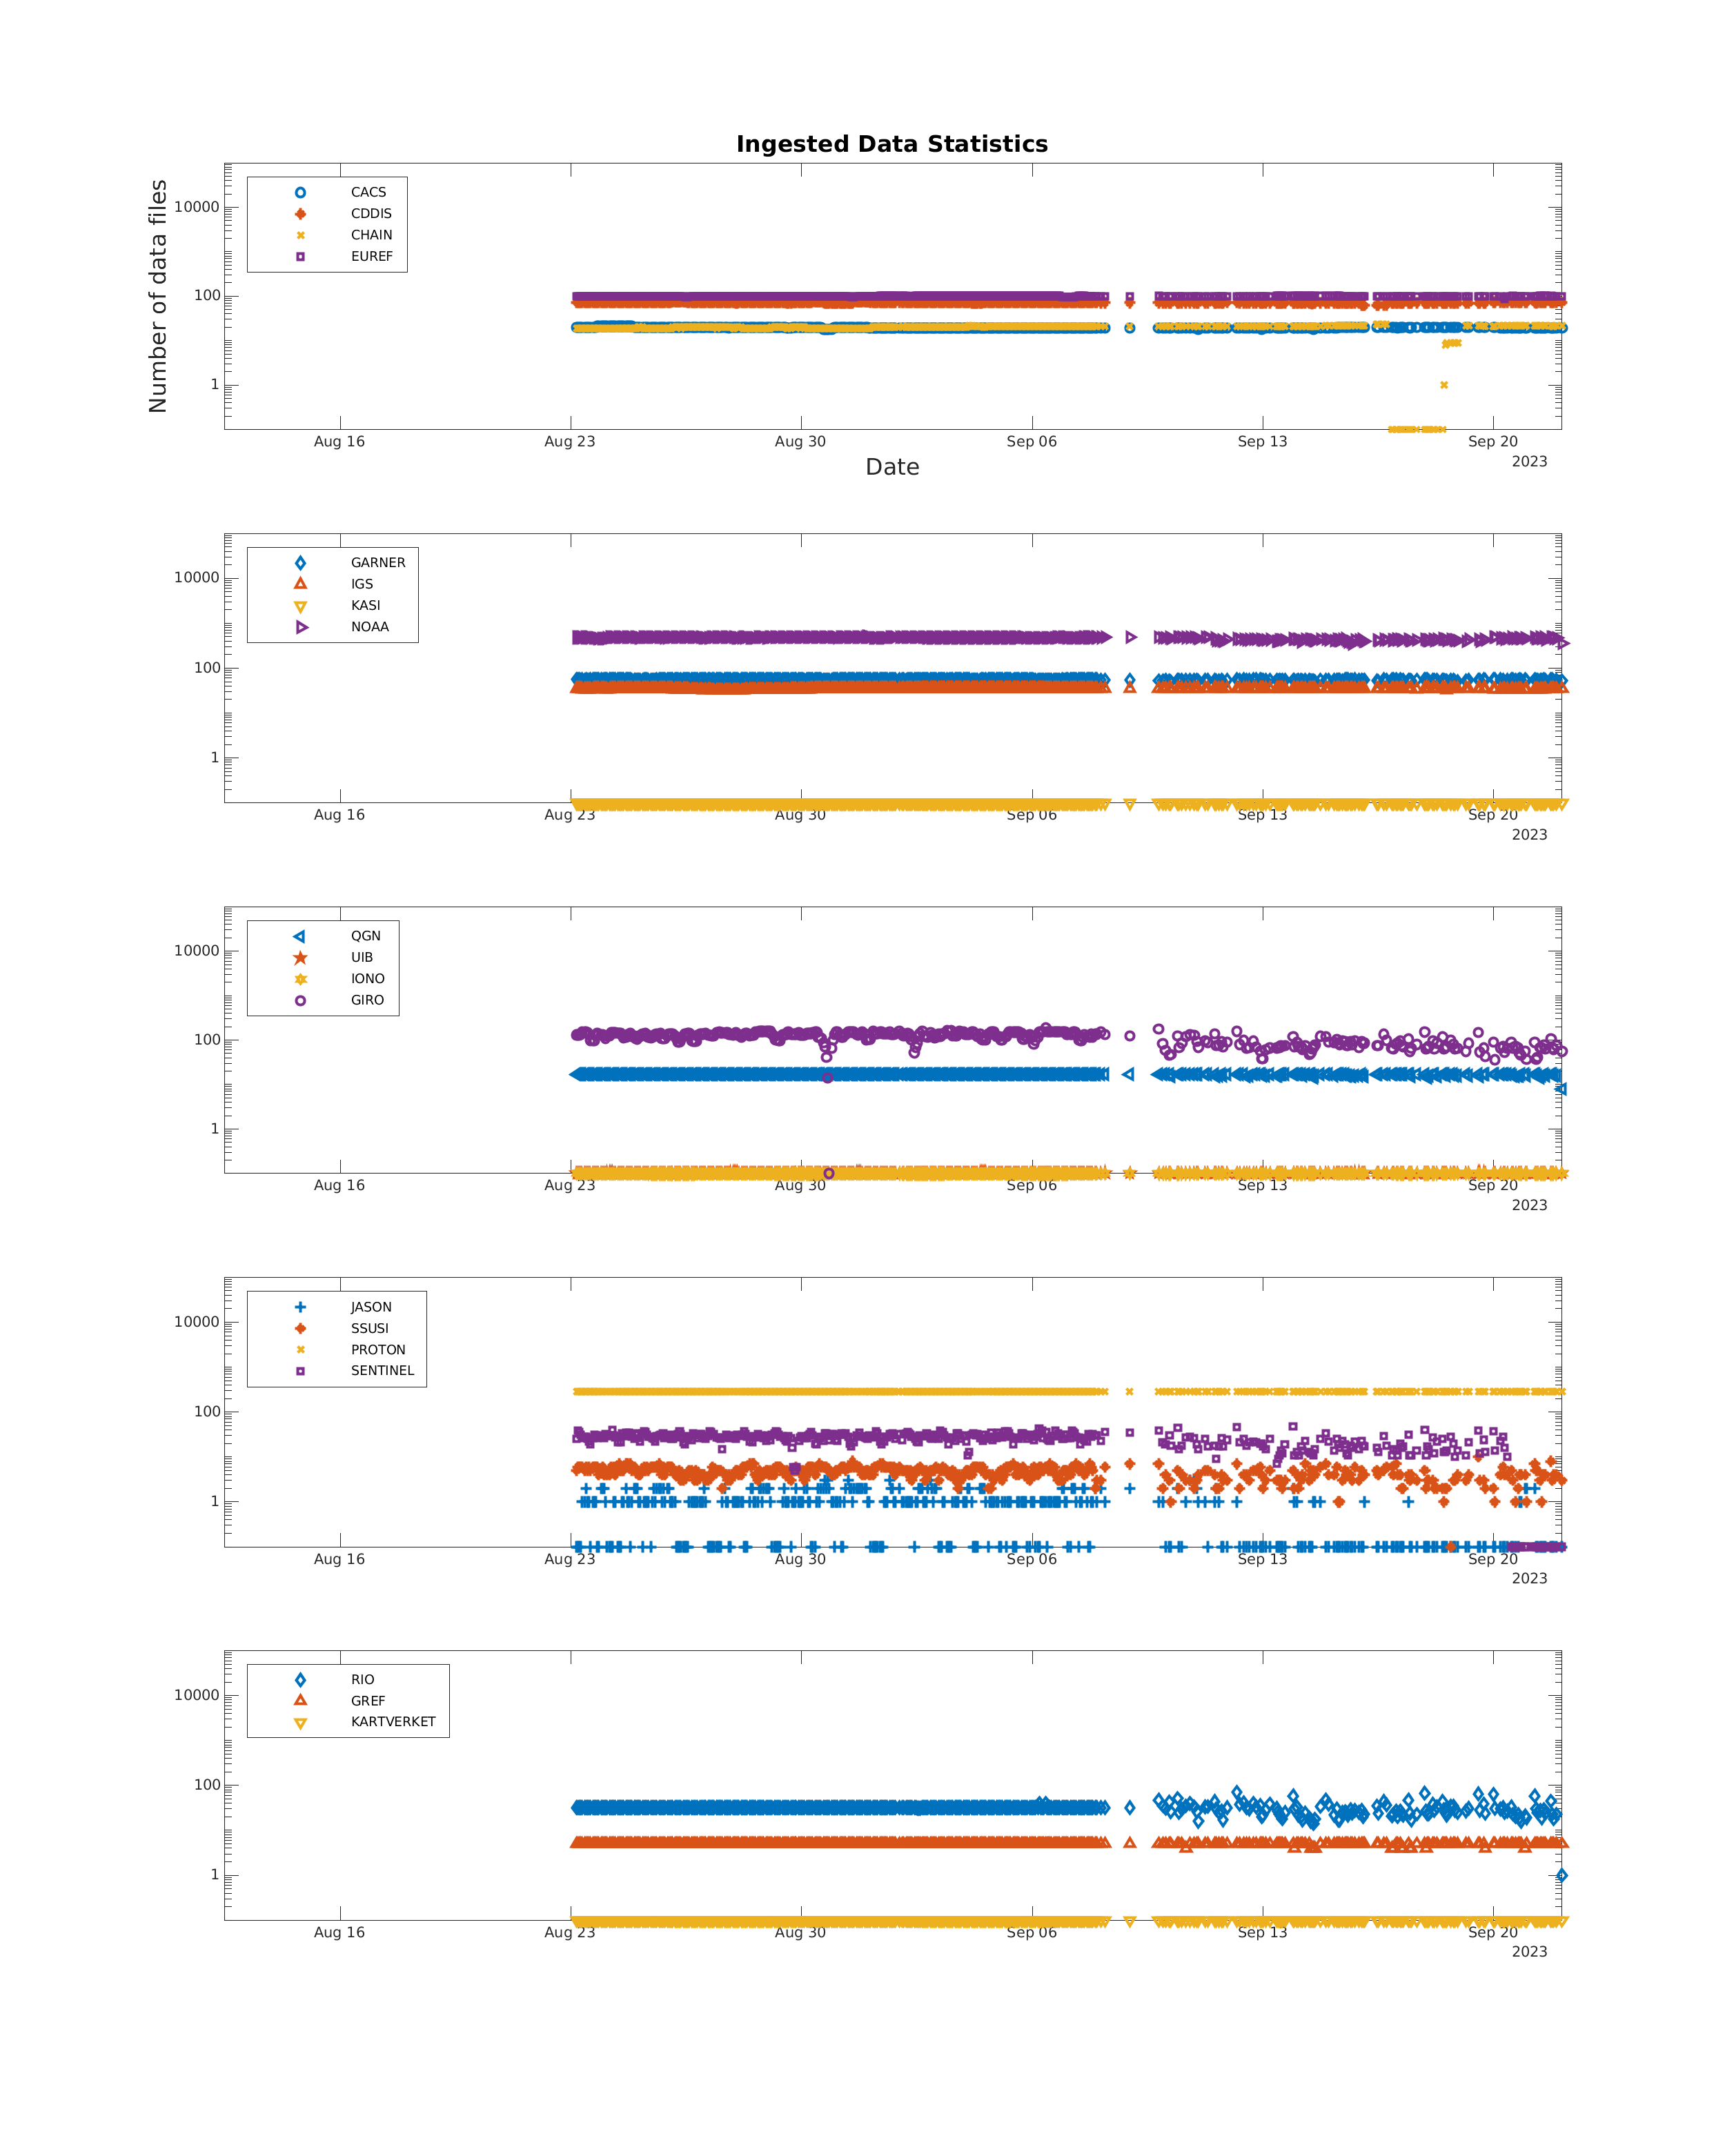 Ingested Data Statistics
Number of data files
CACS
CDDIS
CHAIN
EUREF
10000
100
1
Aug 16 Aug 23 Aug 30 Sep 06 Sep 13 Sep 20
2023
Date
GARNER
IGS
KASI
NOAA
10000
100
1
Aug 16 Aug 23 Aug 30 Sep 06 Sep 13 Sep 20
2023
QGN
UIB
IONO
GIRO
10000
100
1
Aug 16 Aug 23 Aug 30 Sep 06 Sep 13 Sep 20
2023
JASON
SSUSI
PROTON
SENTINEL
10000
100
1
Aug 16 Aug 23 Aug 30 Sep 06 Sep 13 Sep 20
2023
RIO
GREF
KARTVERKET
10000
100
1
Aug 16 Aug 23 Aug 30 Sep 06 Sep 13 Sep 20
2023